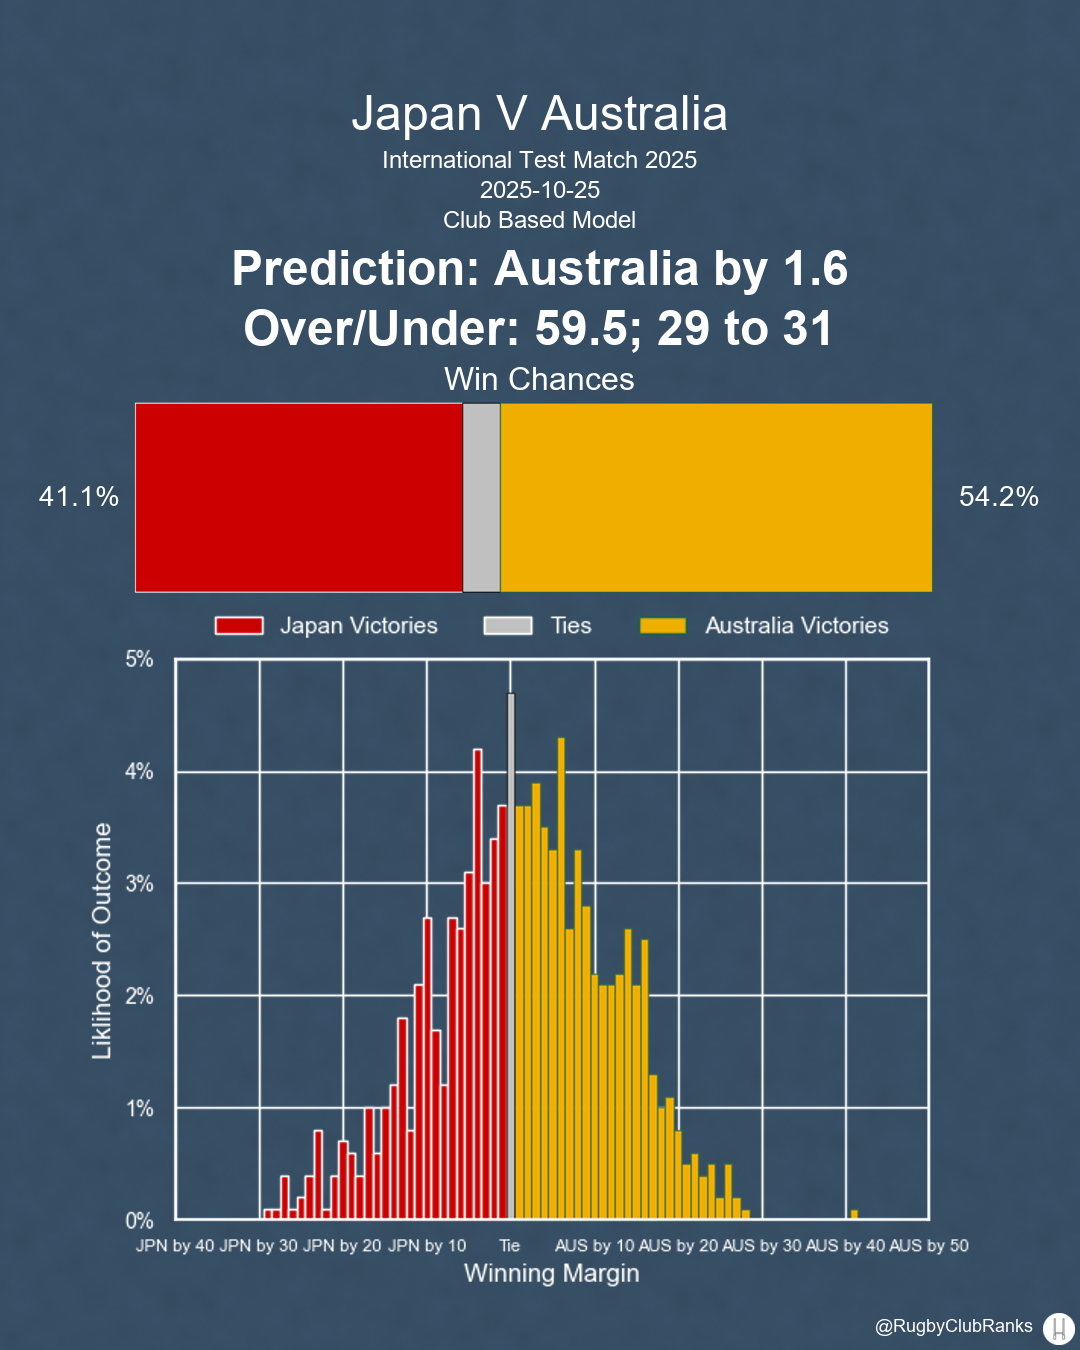 Japan V Australia
International Test Match 2025
2025-10-25
Club Based Model
Prediction: Australia by 1.6
Over/Under: 59.5; 29 to 31
Win Chances
41.1%
54.2%
Japan Victories
Ties
Australia Victories
5%
4%
3%
2%
1%
0%
Liklihood of Outcome
JPN by 40 JPN by 30 JPN by 20 JPN by 10 Tie AUS by 10 AUS by 20 AUS by 30 AUS by 40 AUS by 50
Winning Margin
@RugbyClubRanks